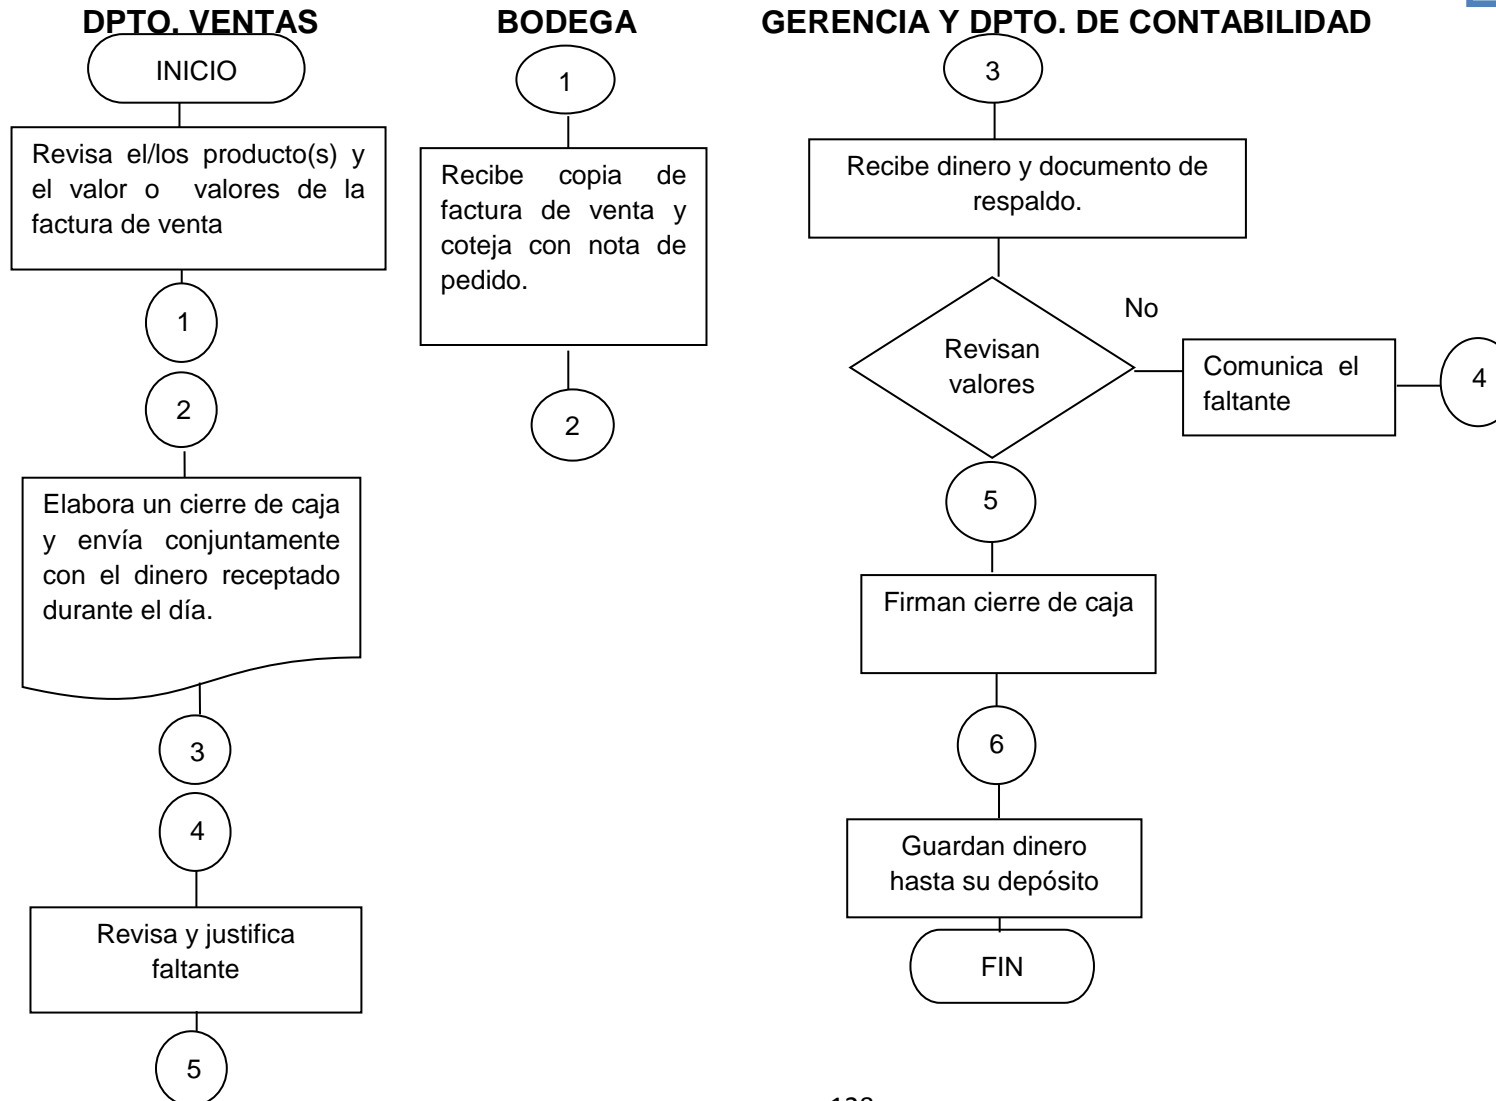 DPTO. VENTAS
INICIO
Revisa el/los producto(s) y
el valor o valores de la
factura de venta
1
2
Elabora un cierre de caja
y envía conjuntamente
con el dinero receptado
durante el día.
3
4
Revisa y justifica
faltante
5
BODEGA
1
Recibe copia de
factura de venta y
coteja con nota de
pedido.
2
GERENCIA Y DPTO. DE CONTABILIDAD
3
Recibe dinero y documento de
respaldo.
Revisan
valores
No
Comunica el
faltante
4
5
Firman cierre de caja
6
Guardan dinero
hasta su depósito
FIN